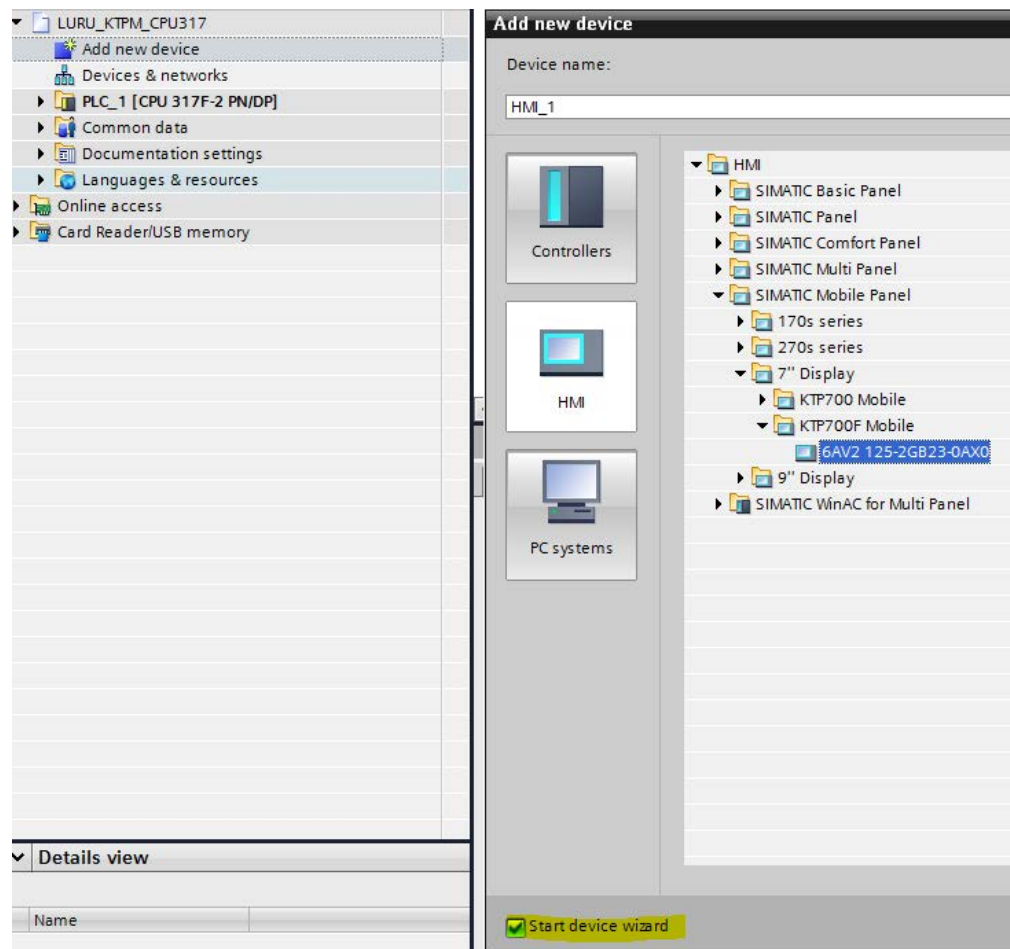 LURU_KTPM_CPU317
Add new device
Devices & networks
PLC_1 [CPU 317F-2 PN/DP]
Common data
Documentation settings
Languages & resources
Online access
Card Reader/USB memory
Details view
Name
Add new device
Device name:
HMI_1
Controllers
HMI
PC systems
HMI
SIMATIC Basic Panel
SIMATIC Panel
SIMATIC Comfort Panel
SIMATIC Multi Panel
SIMATIC Mobile Panel
170s series
270s series
7'' Display
KTP700 Mobile
KTP700F Mobile
6AV2 125-2GB23-0AX0
9'' Display
SIMATIC WinAC for Multi Panel
Start device wizard